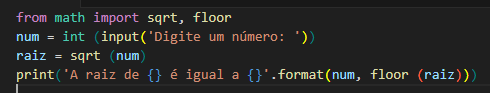 from math import sqrt, floor
num = int (input('Digite um número: '))
raiz = sqrt (num)
print('A raiz de {} é igual a {}'.format(num, floor (raiz)))